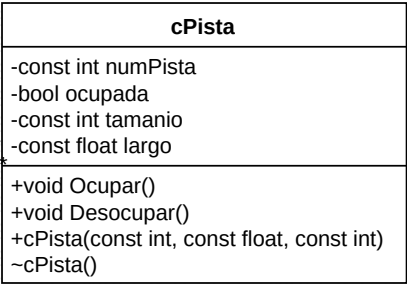 cPista
-const int numPista
-bool ocupada
-const int tamanio
-const float largo
*
+void Ocupar()
+void Desocupar()
+cPista(const int, const float, const int)
~cPista()